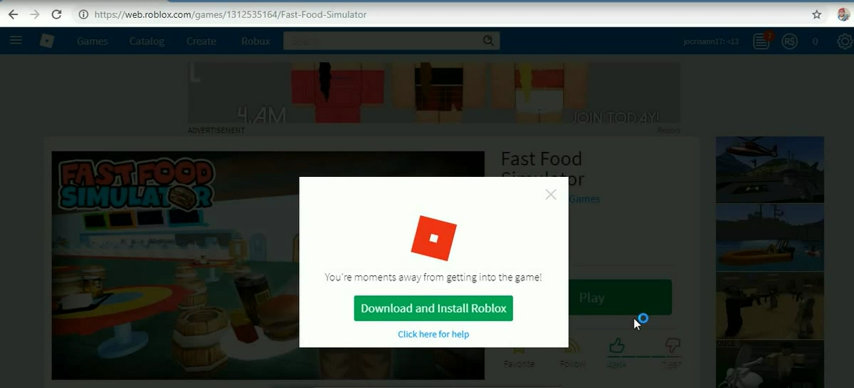 https://web.roblox.com/games/1312535164/Fast-Food-Simulator
Games Catalog Create Robux
0
4 AM JOIN TODAY!
ADVERTISEMENT
FAST FOOD
SIMULATOR
Fast Food
Simulator
Games
You're moments away from getting into the game!
Download and Install Roblox
Click here for help
Play
Favorite Follow